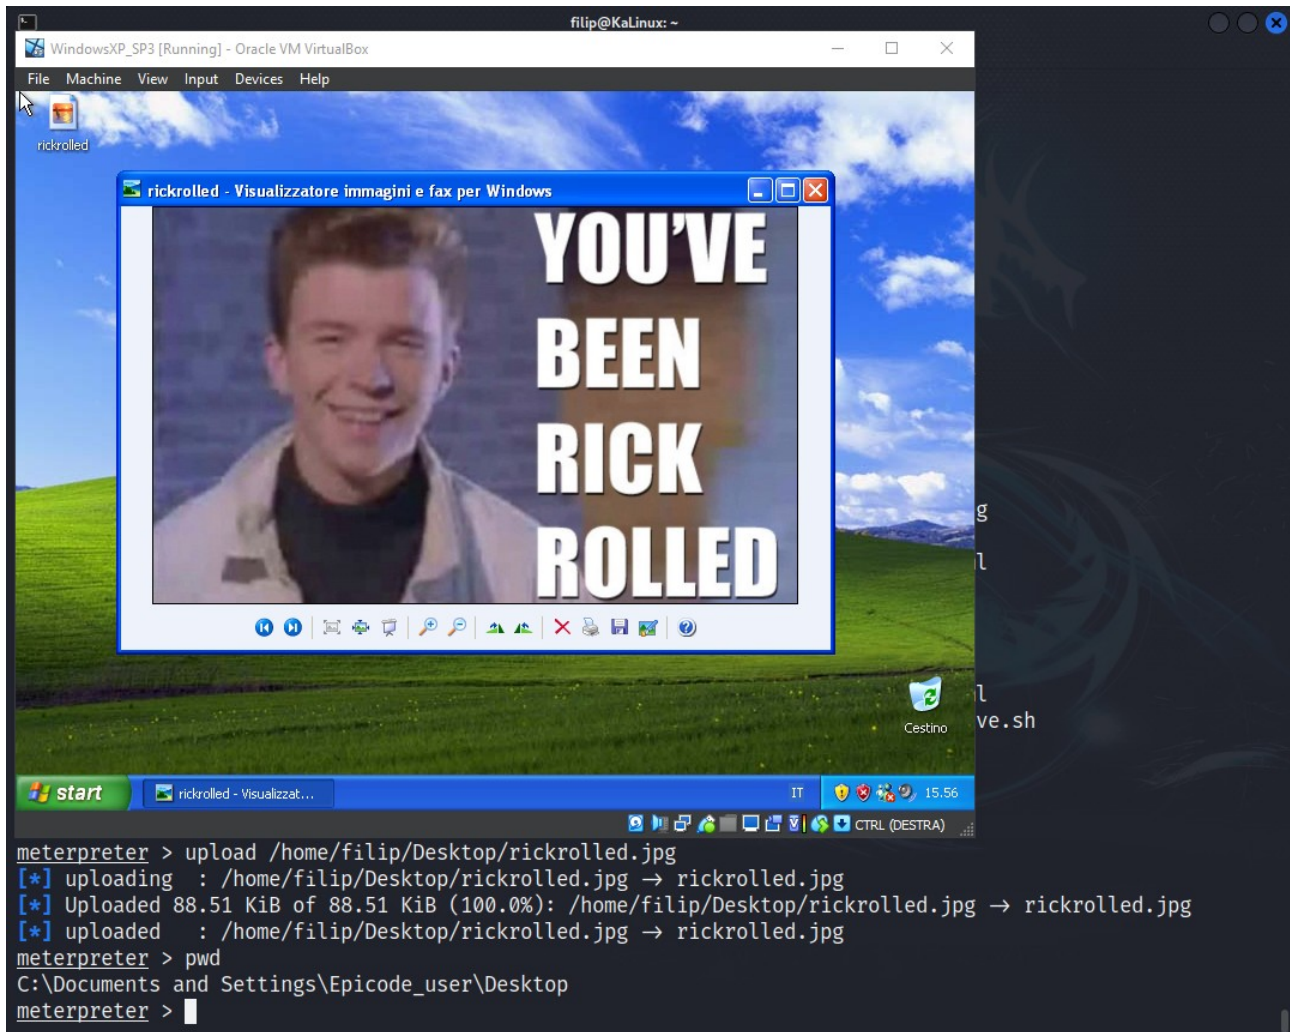 filip@KaLinux: ~
WindowsXP_SP3 [Running] - Oracle VM VirtualBox
File Machine View Input Devices Help
rickrolled
rickrolled - Visualizzatore immagini e fax per Windows
YOU'VE
BEEN
RICK
ROLLED
g
l
l
ve.sh
Cestino
start
rickrolled - Visualizzat...
IT
15.56
CTRL (DESTRA)
meterpreter > upload /home/filip/Desktop/rickrolled.jpg
[*] uploading  : /home/filip/Desktop/rickrolled.jpg → rickrolled.jpg
[*] Uploaded 88.51 KiB of 88.51 KiB (100.0%): /home/filip/Desktop/rickrolled.jpg → rickrolled.jpg
[*] uploaded   : /home/filip/Desktop/rickrolled.jpg → rickrolled.jpg
meterpreter > pwd
C:\Documents and Settings\Epicode_user\Desktop
meterpreter >